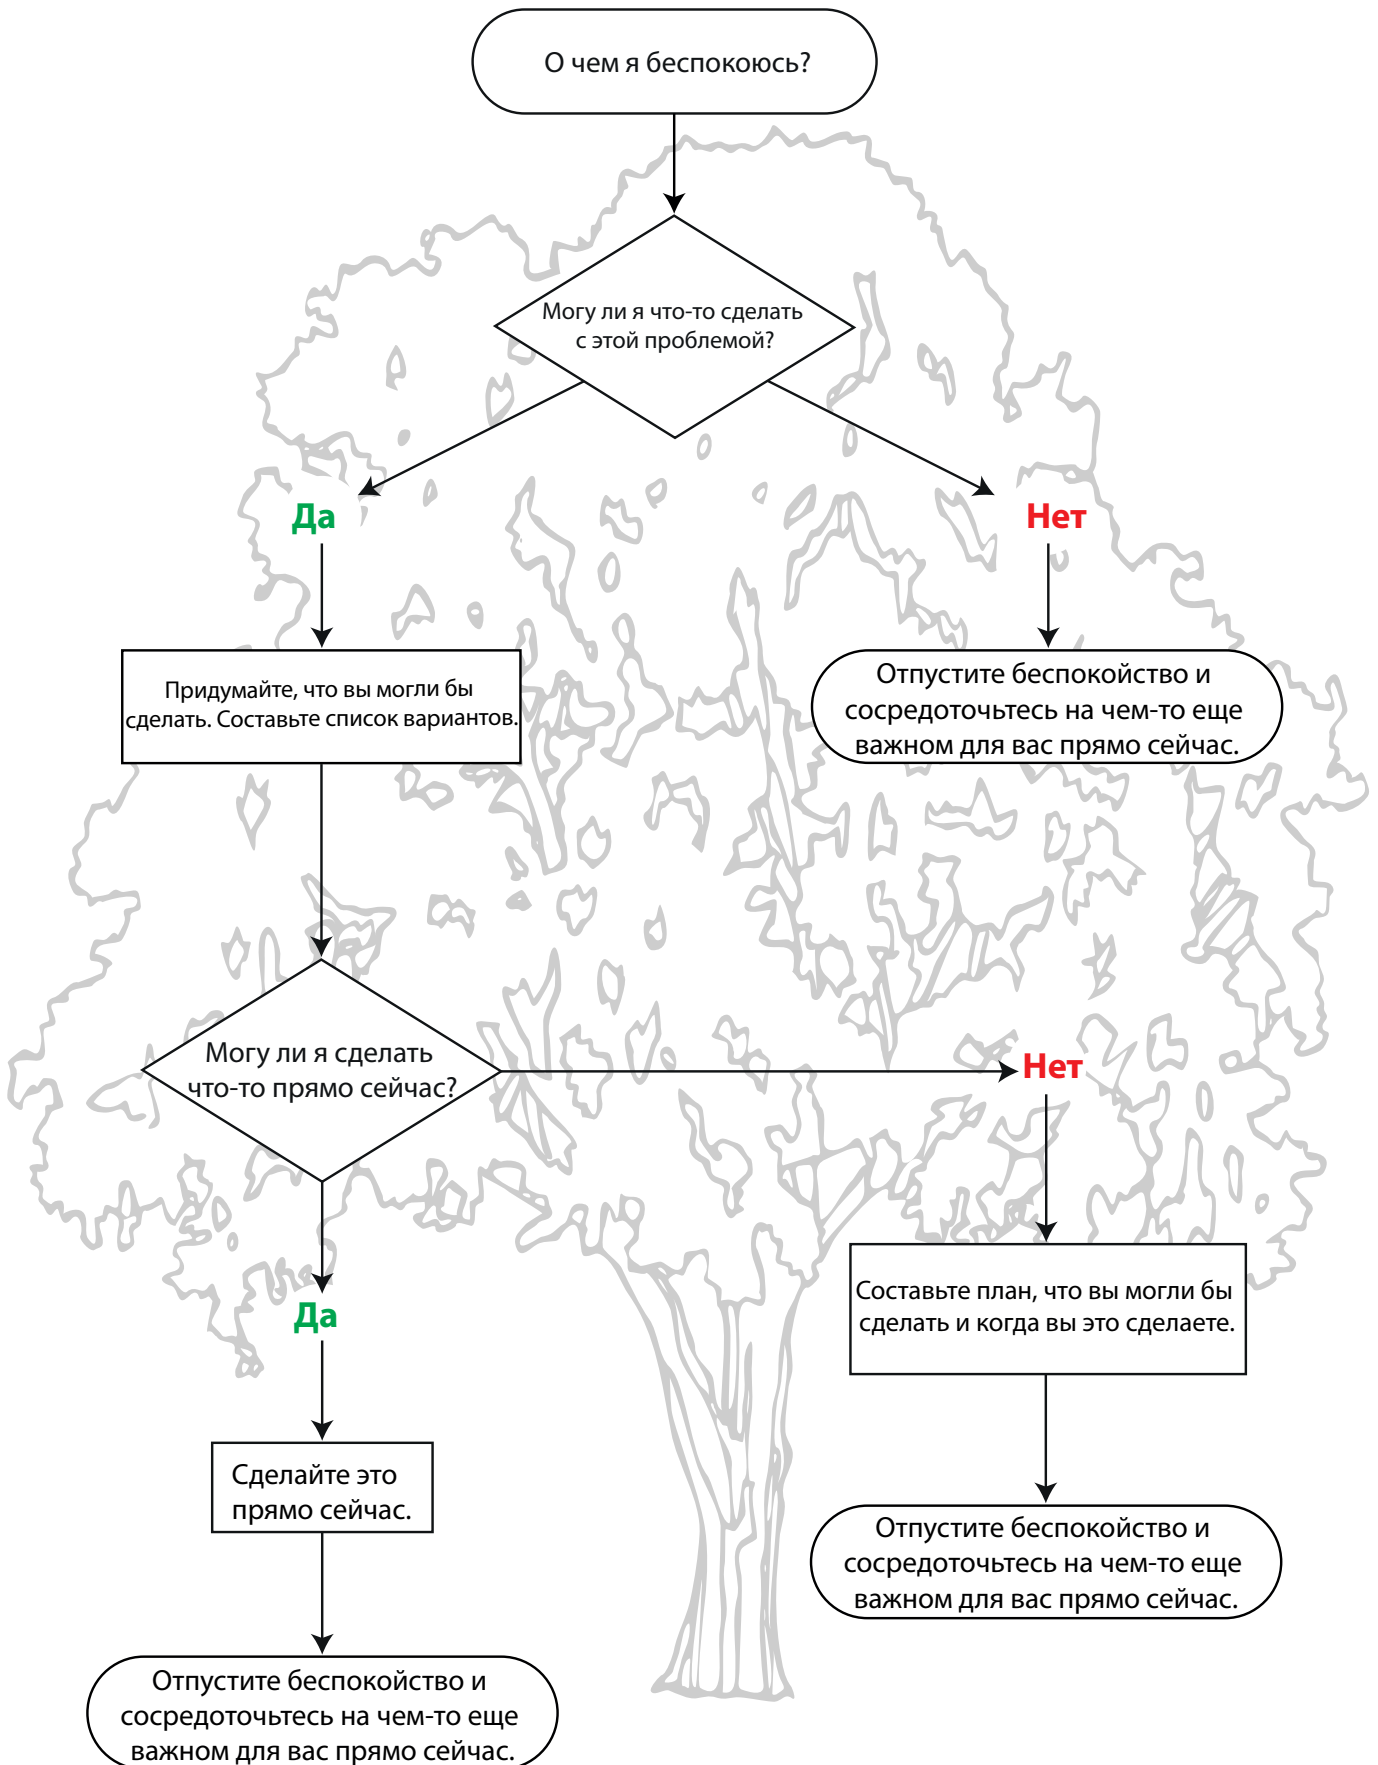 О чем я беспокоюсь?
Могу ли я что-то сделать
с этой проблемой?
Да
Нет
Придумайте, что вы могли бы
сделать. Составьте список вариантов.
Отпустите беспокойство и
сосредоточьтесь на чем-то еще
важном для вас прямо сейчас.
Могу ли я сделать
что-то прямо сейчас?
Нет
Да
Составьте план, что вы могли бы
сделать и когда вы это сделаете.
Сделайте это
прямо сейчас.
Отпустите беспокойство и
сосредоточьтесь на чем-то еще
важном для вас прямо сейчас.
Отпустите беспокойство и
сосредоточьтесь на чем-то еще
важном для вас прямо сейчас.